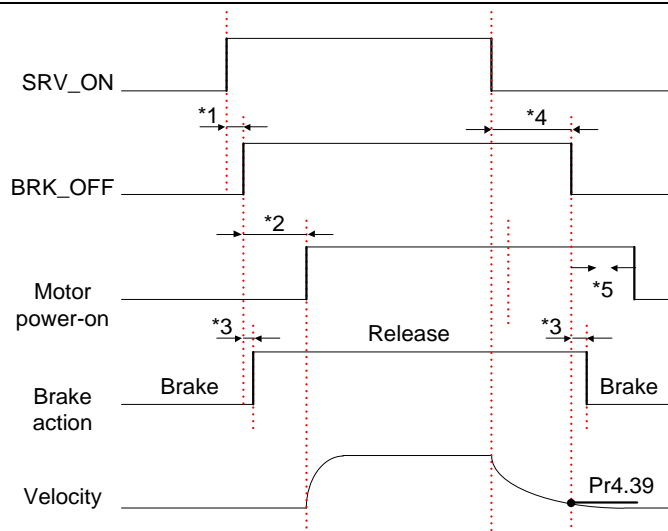 SRV_ON
*1
*4
BRK_OFF
*2
Motor
power-on
*5
*3
Release
*3
Brake
Brake
action
Brake
Velocity
Pr4.39